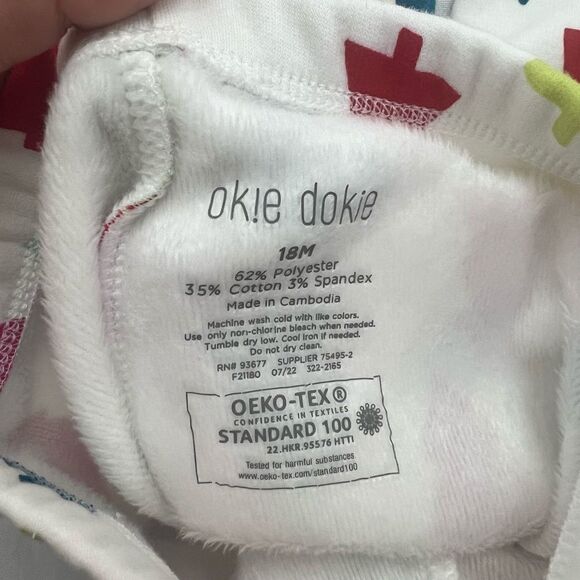 ok!e dokie
18M
62% Polyester
35% Cotton 3% Spandex
Made in Cambodia
Machine wash cold with like colors.
Use only non-chlorine bleach when needed.
Tumble dry low. Cool iron if needed.
Do not dry clean.
RN# 93677 SUPPLIER 75495-2
F21180 07/22 322-2165
OEKO-TEX®
CONFIDENCE IN TEXTILES
STANDARD 100
22.HKR.95576 HTTI
Tested for harmful substances
www.oeko-tex.com/standard100